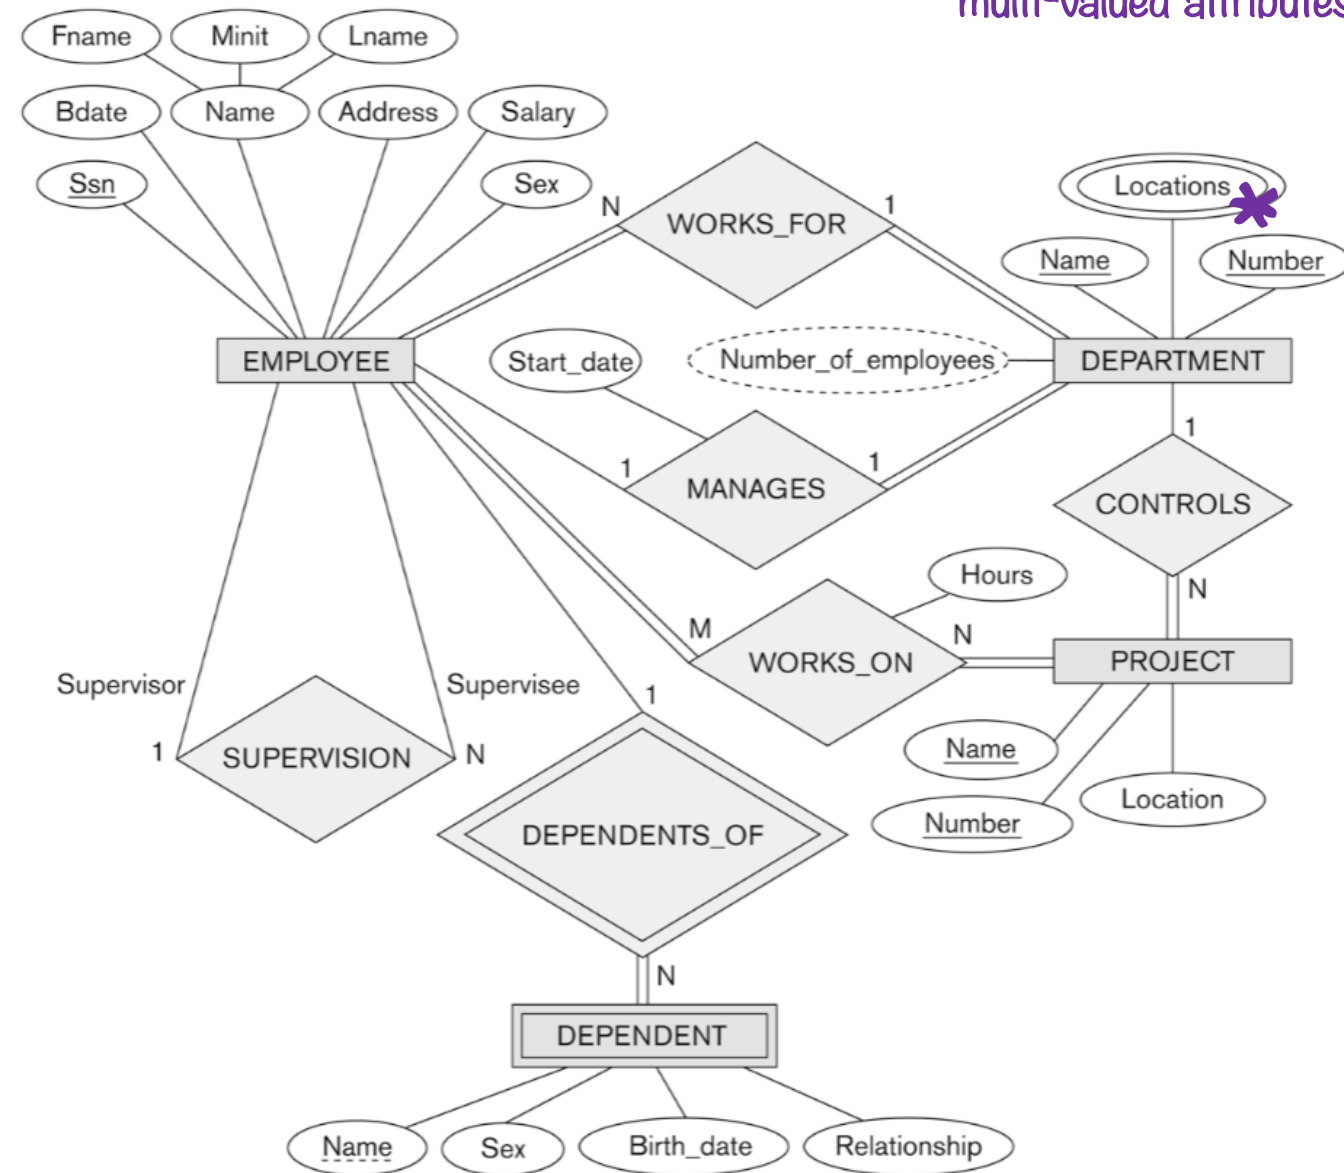 multi-valued attributes
Fname Minit Lname
Bdate Name Address Salary
Ssn Sex
Locations
N WORKS_FOR 1
Name Number
EMPLOYEE Start_date Number_of_employees DEPARTMENT
1
1 MANAGES 1
CONTROLS
Hours
N
M N
WORKS_ON PROJECT
Supervisor Supervisee
1
Name
1 SUPERVISION N
Location
Number
DEPENDENTS_OF
N
DEPENDENT
Name Sex Birth_date Relationship